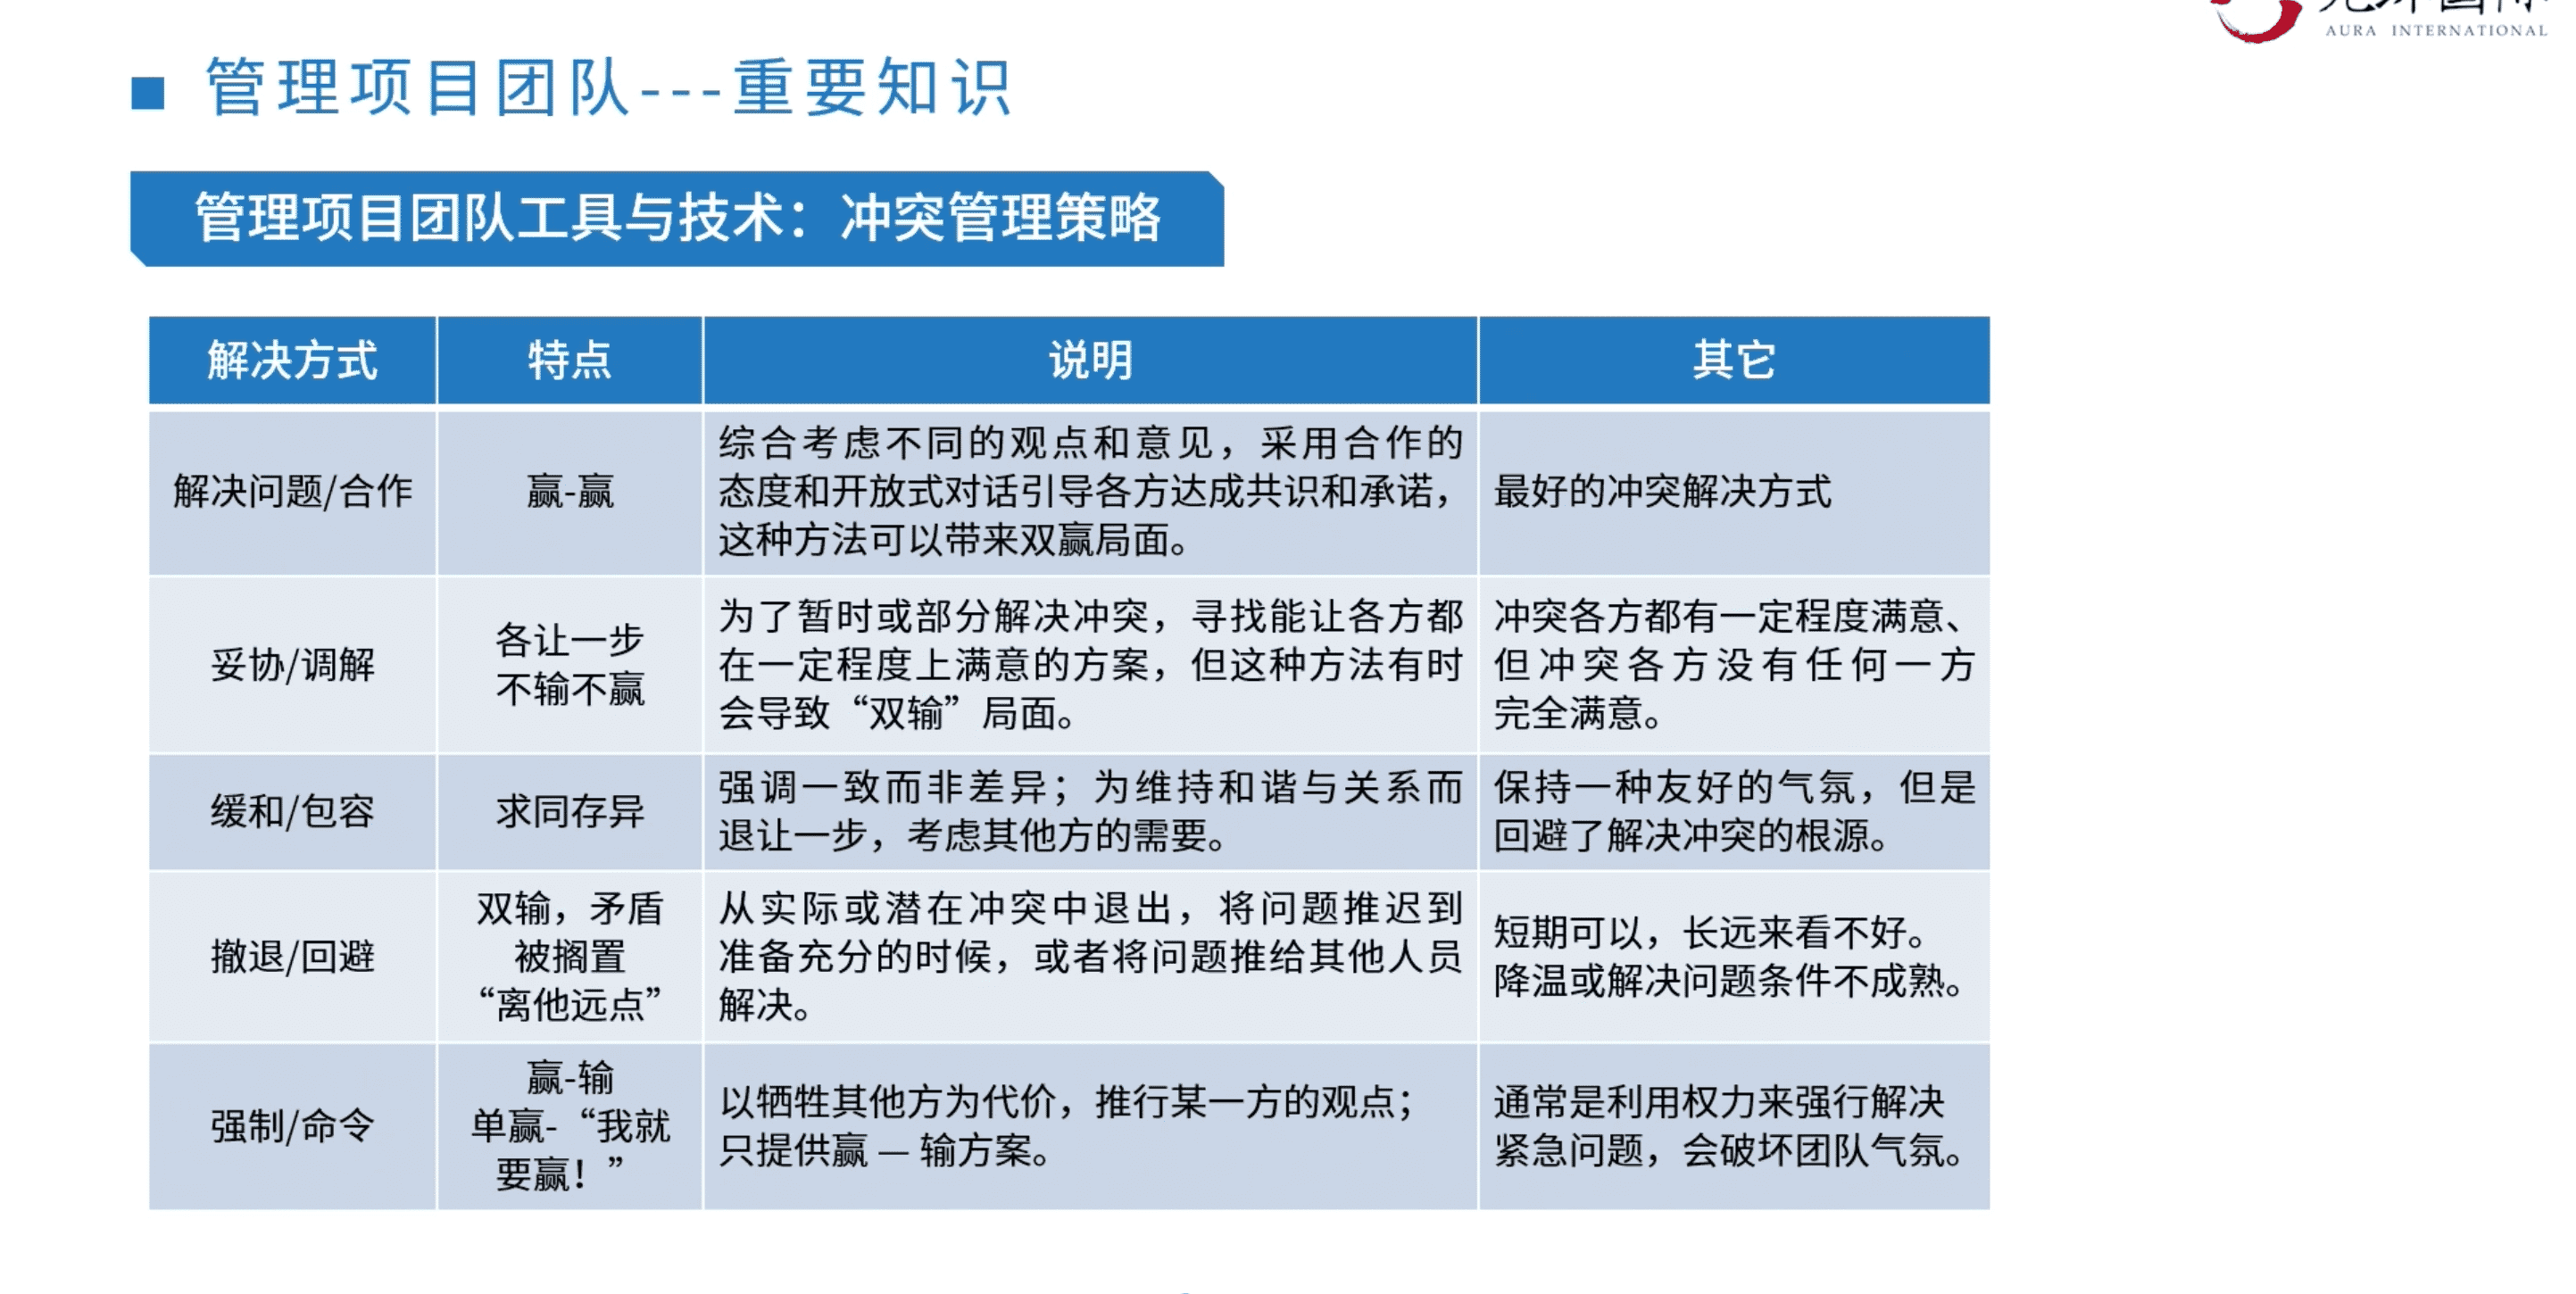 AURA INTERNATIONAL
管理项目团队---重要知识
管理项目团队工具与技术：冲突管理策略
解决方式
特点
说明
其它
解决问题/合作
赢-赢
综合考虑不同的观点和意见，采用合作的
态度和开放式对话引导各方达成共识和承诺，
这种方法可以带来双赢局面。
最好的冲突解决方式
妥协/调解
各让一步
不输不赢
为了暂时或部分解决冲突，寻找能让各方都
在一定程度上满意的方案，但这种方法有时
会导致“双输”局面。
冲突各方都有一定程度满意、
但冲突各方没有任何一方
完全满意。
缓和/包容
求同存异
强调一致而非差异；为维持和谐与关系而
退让一步，考虑其他方的需要。
保持一种友好的气氛，但是
回避了解决冲突的根源。
撤退/回避
双输，矛盾
被搁置
“离他远点”
从实际或潜在冲突中退出，将问题推迟到
准备充分的时候，或者将问题推给其他人员
解决。
短期可以，长远来看不好。
降温或解决问题条件不成熟。
强制/命令
赢-输
单赢-“我就
要赢！”
以牺牲其他方为代价，推行某一方的观点；
只提供赢 — 输方案。
通常是利用权力来强行解决
紧急问题，会破坏团队气氛。